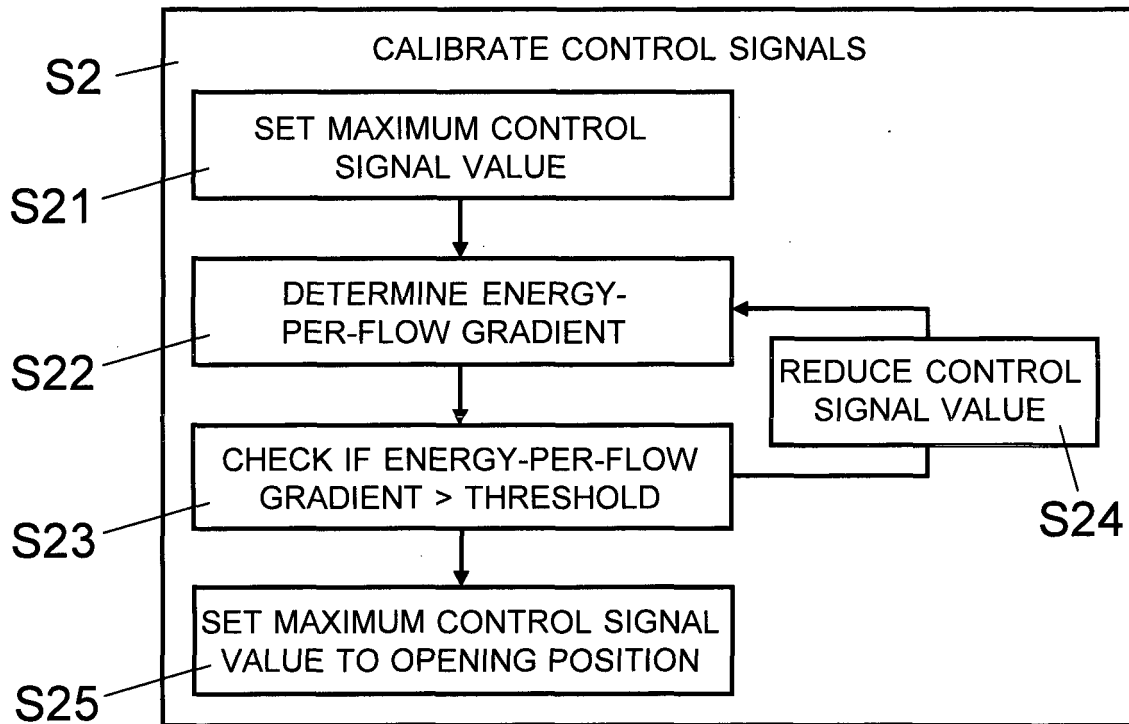 CALIBRATE CONTROL SIGNALS
S2
SET MAXIMUM CONTROL
SIGNAL VALUE
S21
DETERMINE ENERGY-
PER-FLOW GRADIENT
S22
REDUCE CONTROL
SIGNAL VALUE
S24
CHECK IF ENERGY-PER-FLOW
GRADIENT > THRESHOLD
S23
SET MAXIMUM CONTROL SIGNAL
VALUE TO OPENING POSITION
S25